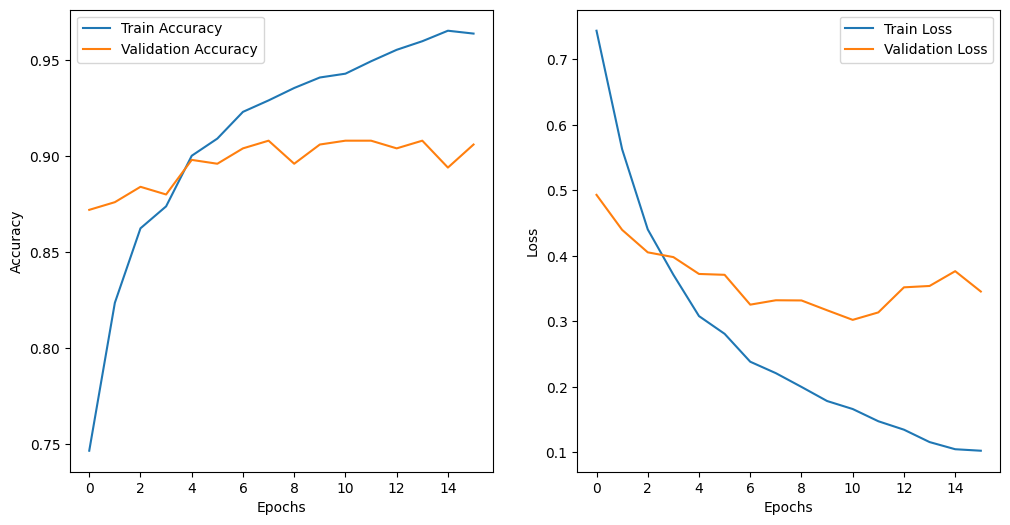 Train Accuracy
Validation Accuracy
0.95
0.90
0.85
0.80
0.75
Accuracy
0 2 4 6 8 10 12 14
Epochs
Train Loss
Validation Loss
0.7
0.6
0.5
0.4
0.3
0.2
0.1
Loss
0 2 4 6 8 10 12 14
Epochs